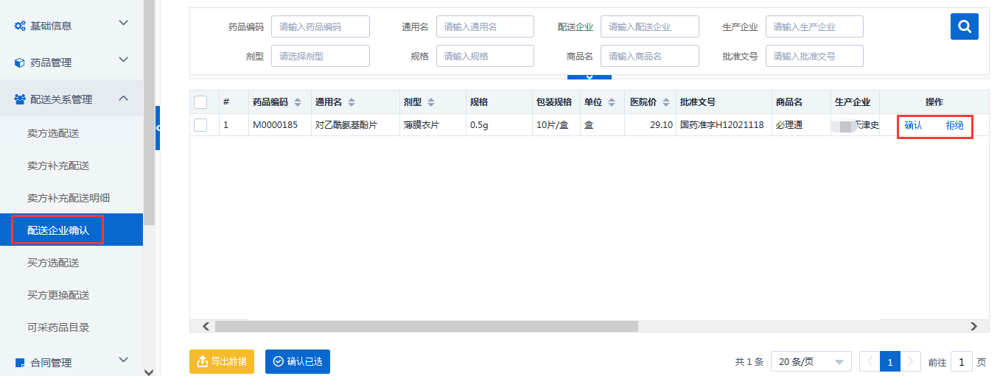 基础信息
药品管理
配送关系管理
卖方选配送
卖方补充配送
卖方补充配送明细
配送企业确认
买方选配送
买方更换配送
可采药品目录
合同管理
药品编码 请输入药品编码 通用名 请输入通用名 配送企业 请输入配送企业 生产企业 请输入生产企业
剂型 请选择剂型 规格 请输入规格 商品名 请输入商品名 批准文号 请输入批准文号
# 药品编码 通用名 剂型 规格 包装规格 单位 医院价 批准文号 商品名 生产企业 操作
1 M0000185 对乙酰氨基酚片 薄膜衣片 0.5g 10片/盒 盒 29.10 国药准字H12021118 必理通 天津史 确认 拒绝
导出数据 确认已选 共 1 条 20 条/页 1 前往 1 页